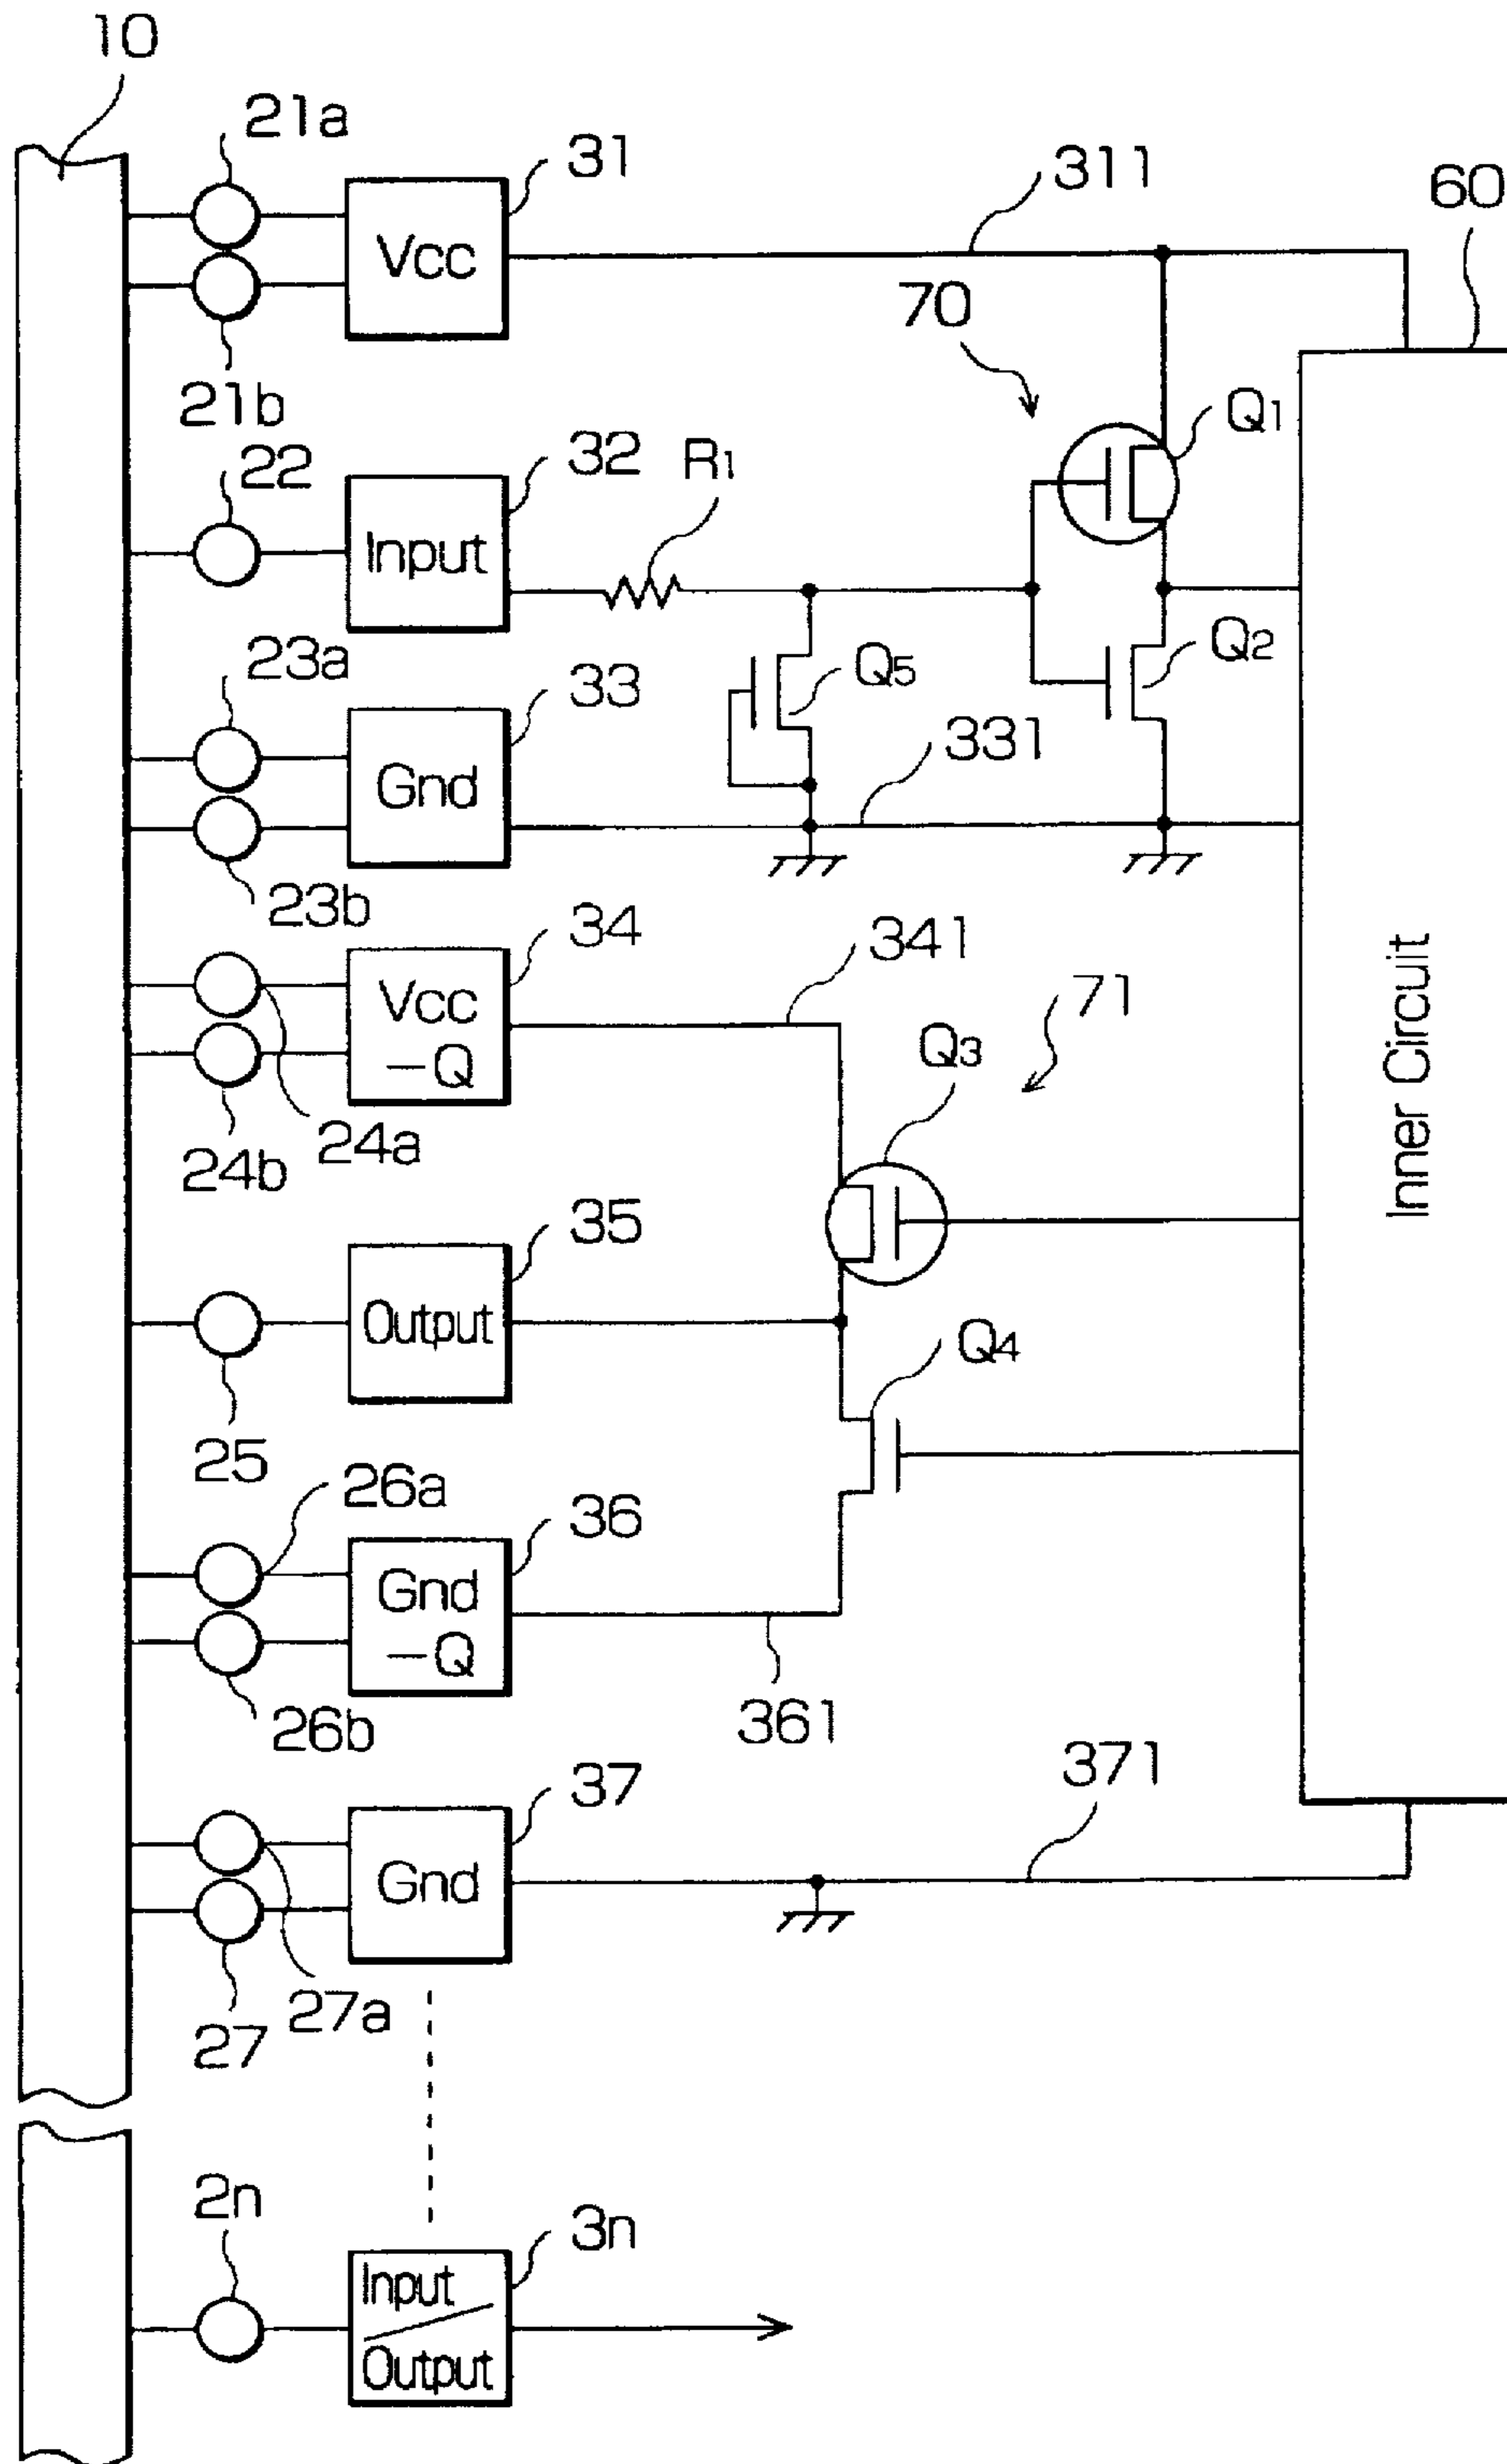 10
21a
31
311
60
Vcc
70
Q1
21b
22
32
R1
Input
23a
33
Q5
Q2
331
Gnd
23b
34
341
Vcc
-Q
71
Q3
24b
24a
35
Inner Circuit
Output
Q4
25
26a
36
Gnd
-Q
26b
361
37
371
Gnd
27
27a
2n
3n
Input
Output